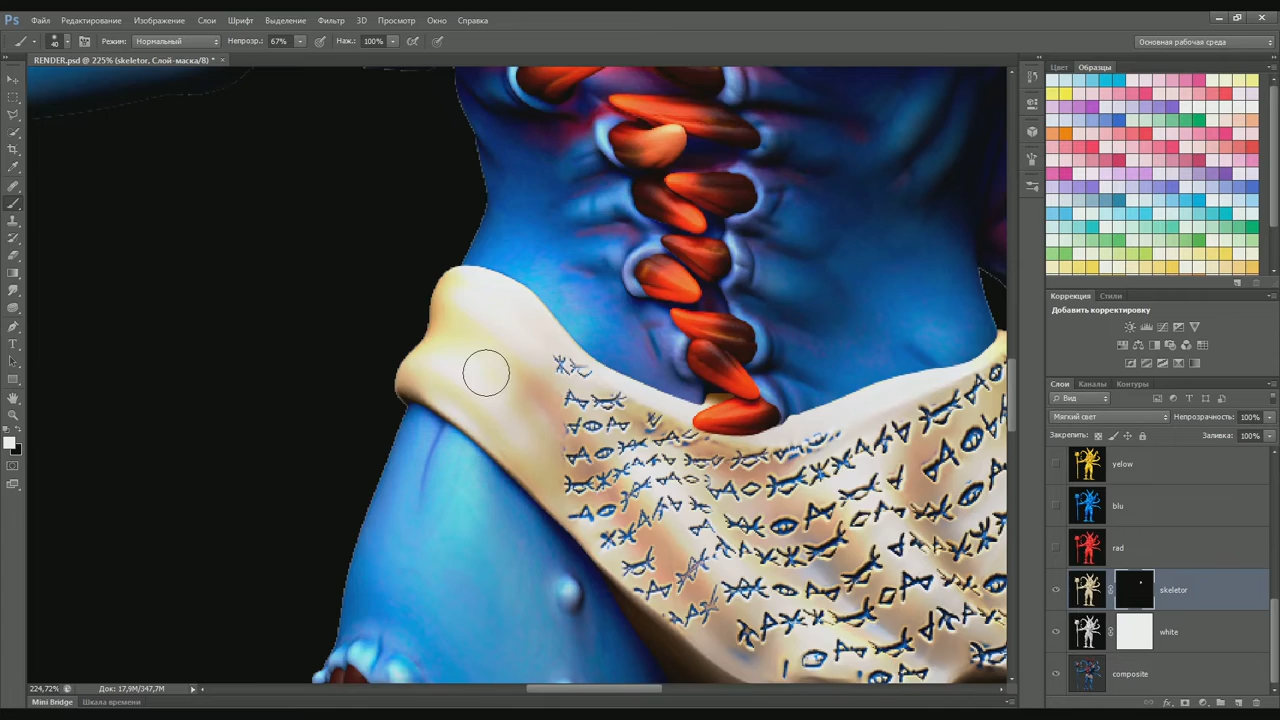 Ps Файл Редактирование Изображение Слои Шрифт Выделение Фильтр 3D Просмотр Окно Справка
40 Режим: Нормальный Непрозр.: 67% Наж.: 100% Основная рабочая среда
RENDER.psd @ 225% (skeletor, Слой-маска/8) * ×
Цвет Образцы
Коррекция Стили
Добавить корректировку
Слои Каналы Контуры
Вид
Мягкий свет Непрозрачность: 100%
Закрепить: Заливка: 100%
yelow
blu
rad
skeletor
white
composite
224,72% Док: 17,9M/347,7M
Mini Bridge Шкала времени